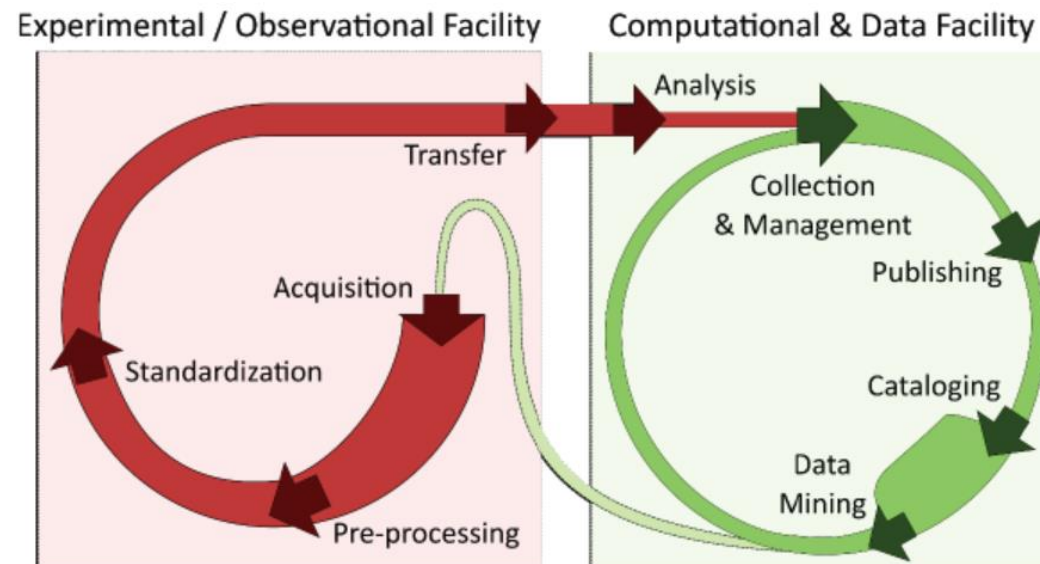 Experimental / Observational Facility
Computational & Data Facility
Analysis
Transfer
Collection
& Management
Publishing
Acquisition
Standardization
Cataloging
Data
Mining
Pre-processing